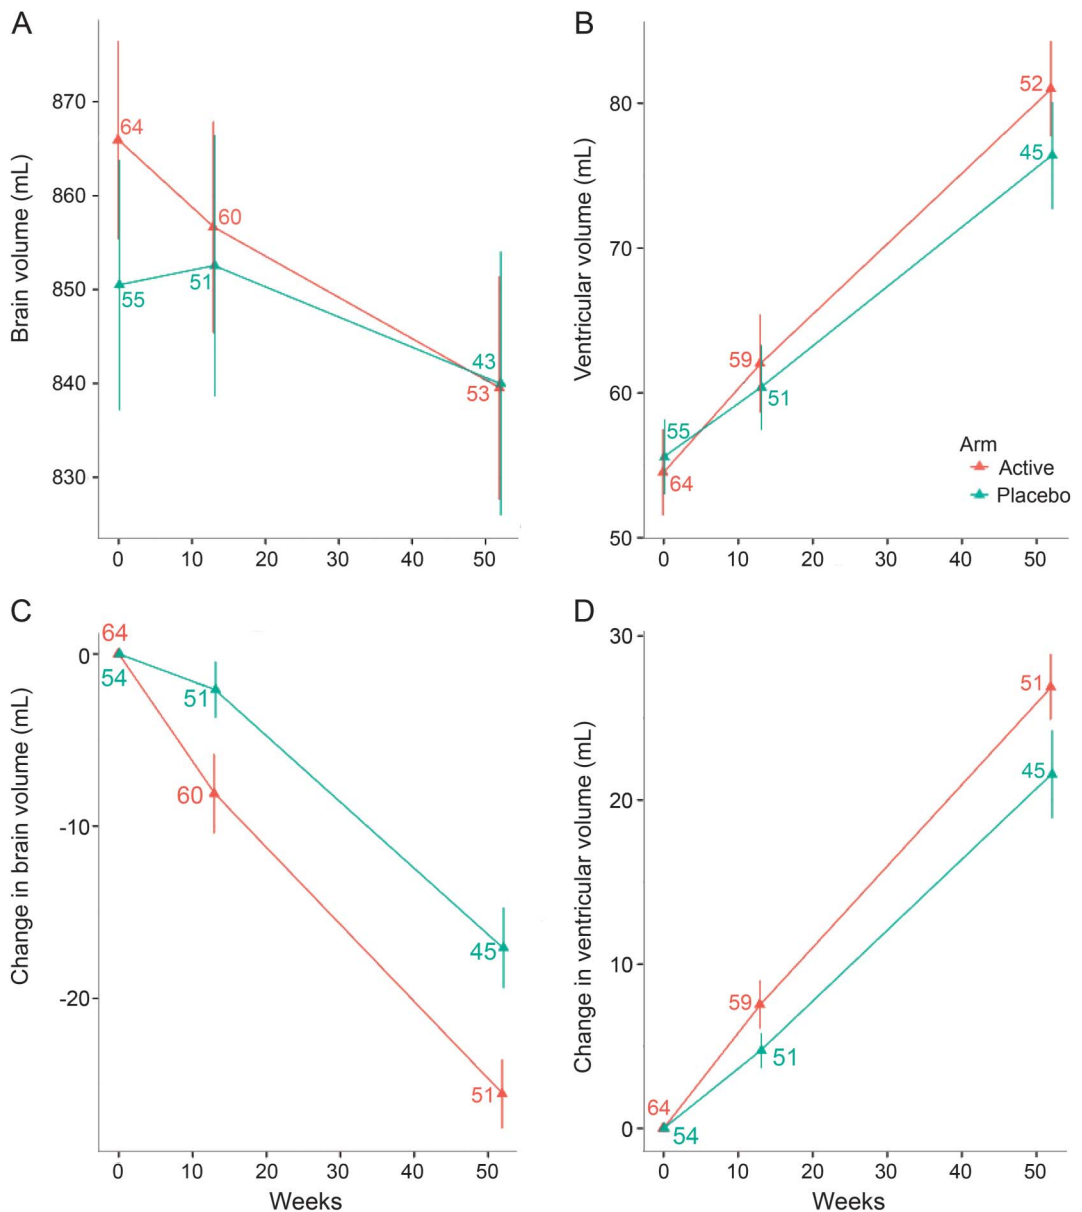 A
Brain volume (mL)
870
860
850
840
830
64
55
60
51
43
53
0 10 20 30 40 50
B
Ventricular volume (mL)
80
70
60
50
55
64
59
51
52
45
Arm
Active
Placebo
0 10 20 30 40 50
C
Change in brain volume (mL)
0
-10
-20
64
54
51
60
45
51
0 10 20 30 40 50
Weeks
D
Change in ventricular volume (mL)
30
20
10
0
64
54
59
51
51
45
0 10 20 30 40 50
Weeks